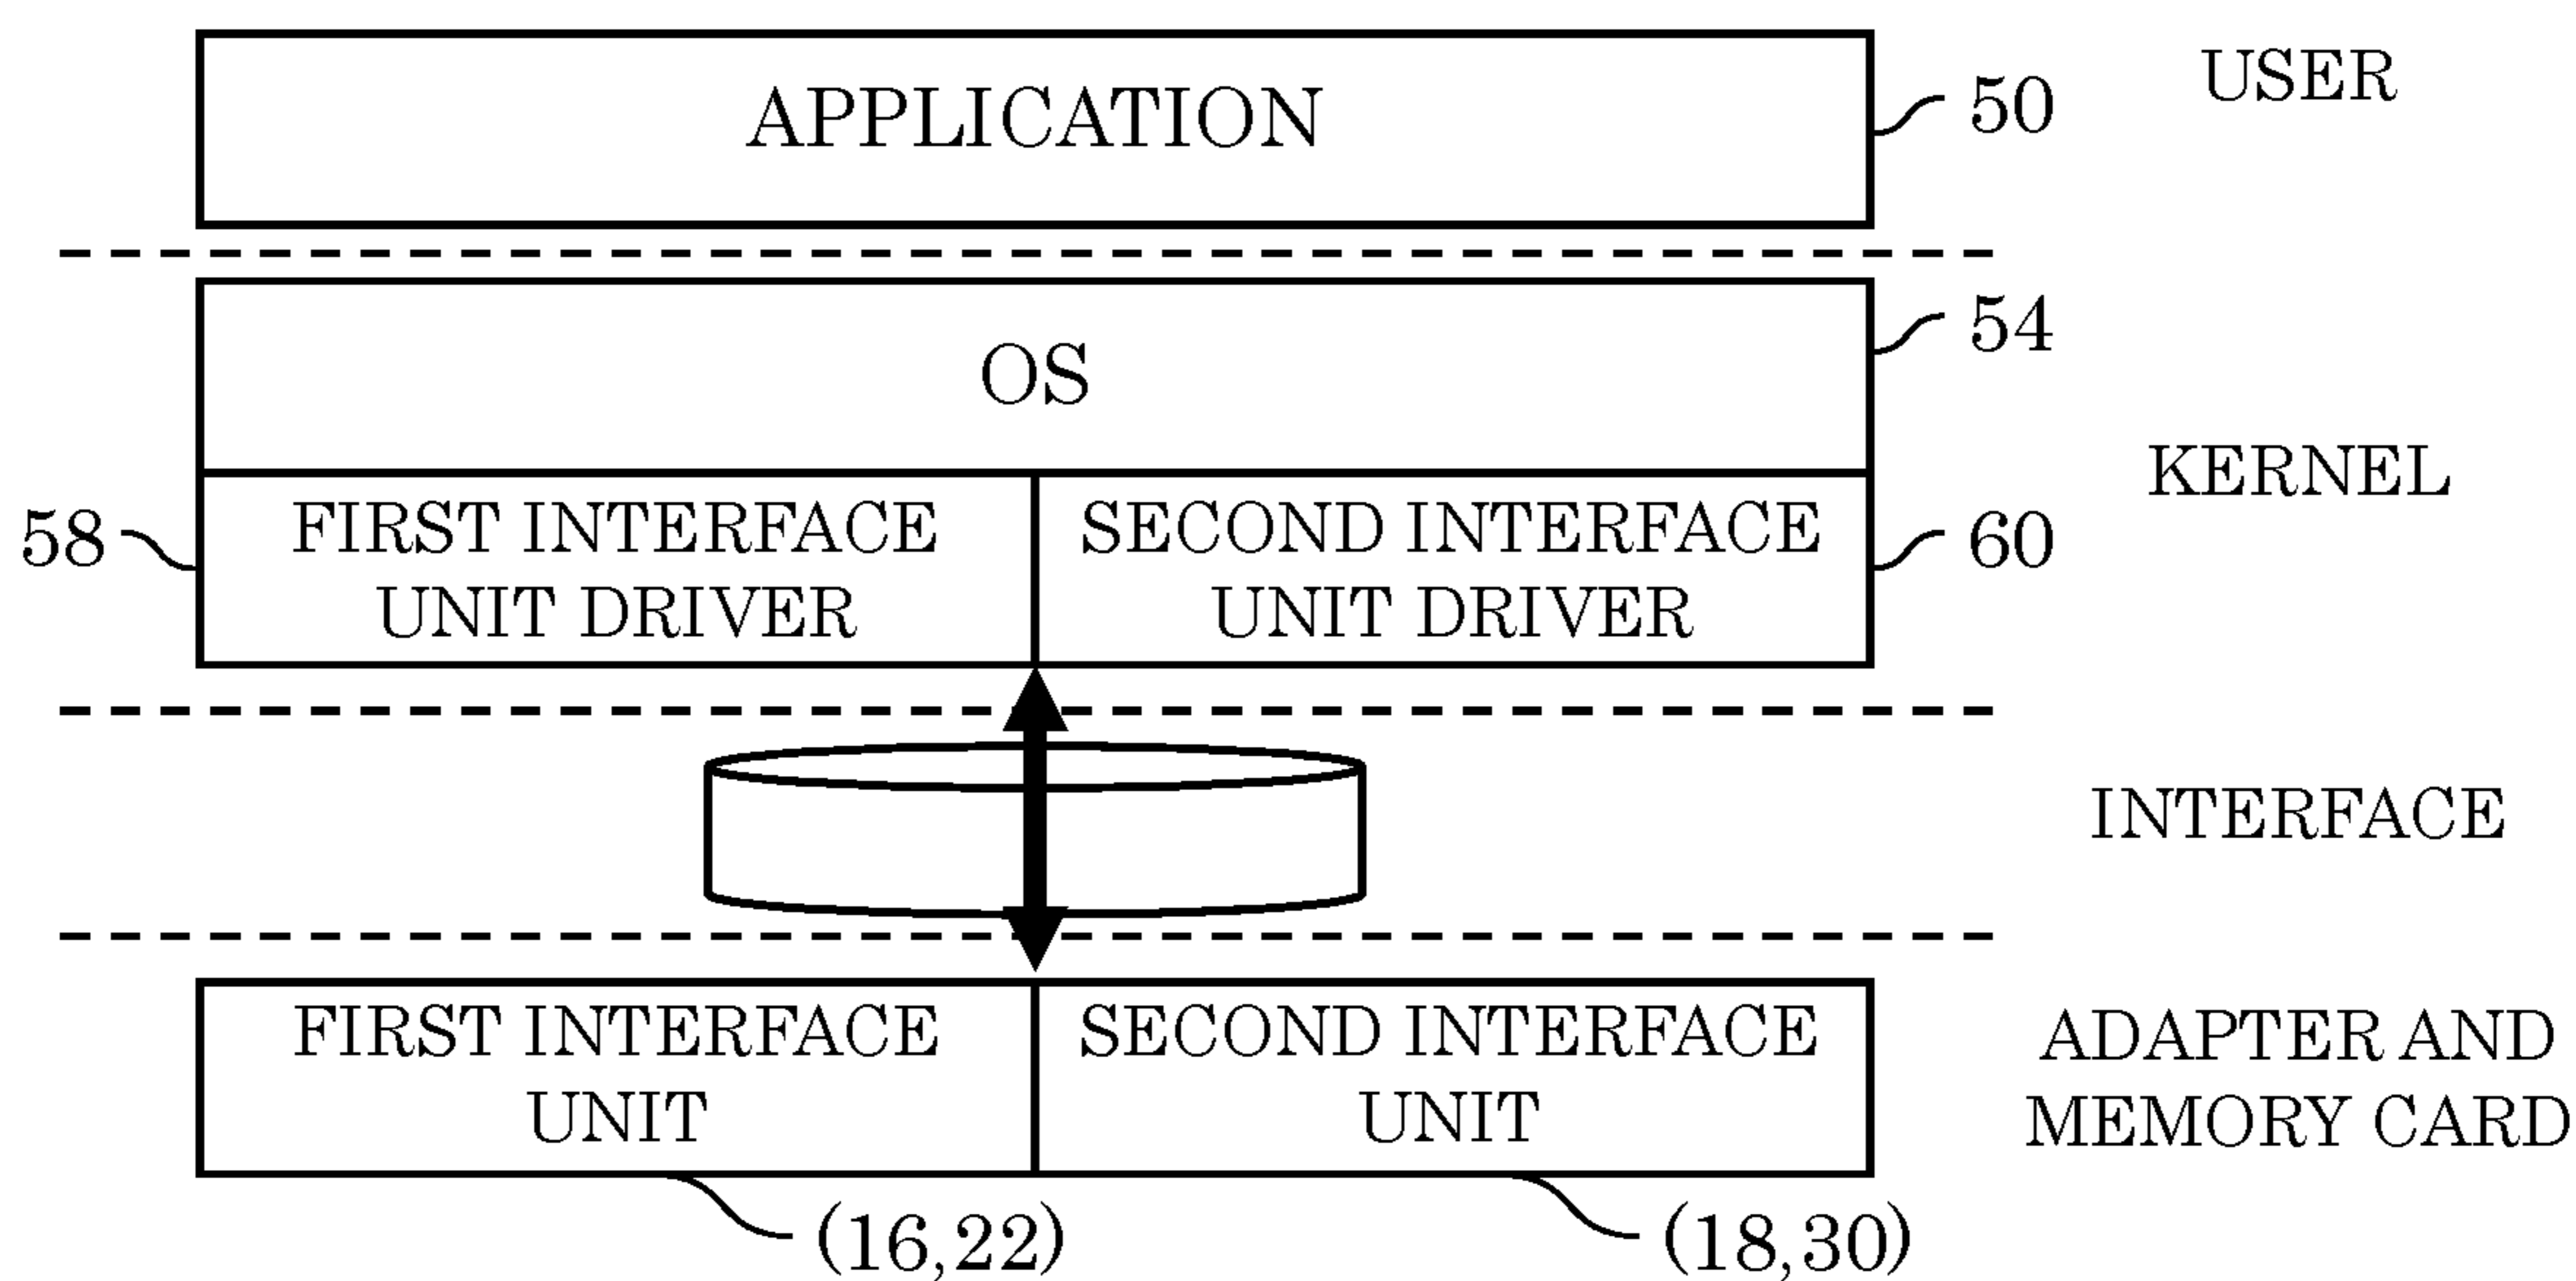 APPLICATION
50
USER
OS
54
KERNEL
58
FIRST INTERFACE
UNIT DRIVER
SECOND INTERFACE
UNIT DRIVER
60
INTERFACE
FIRST INTERFACE
UNIT
SECOND INTERFACE
UNIT
ADAPTER AND
MEMORY CARD
(16,22)
(18,30)